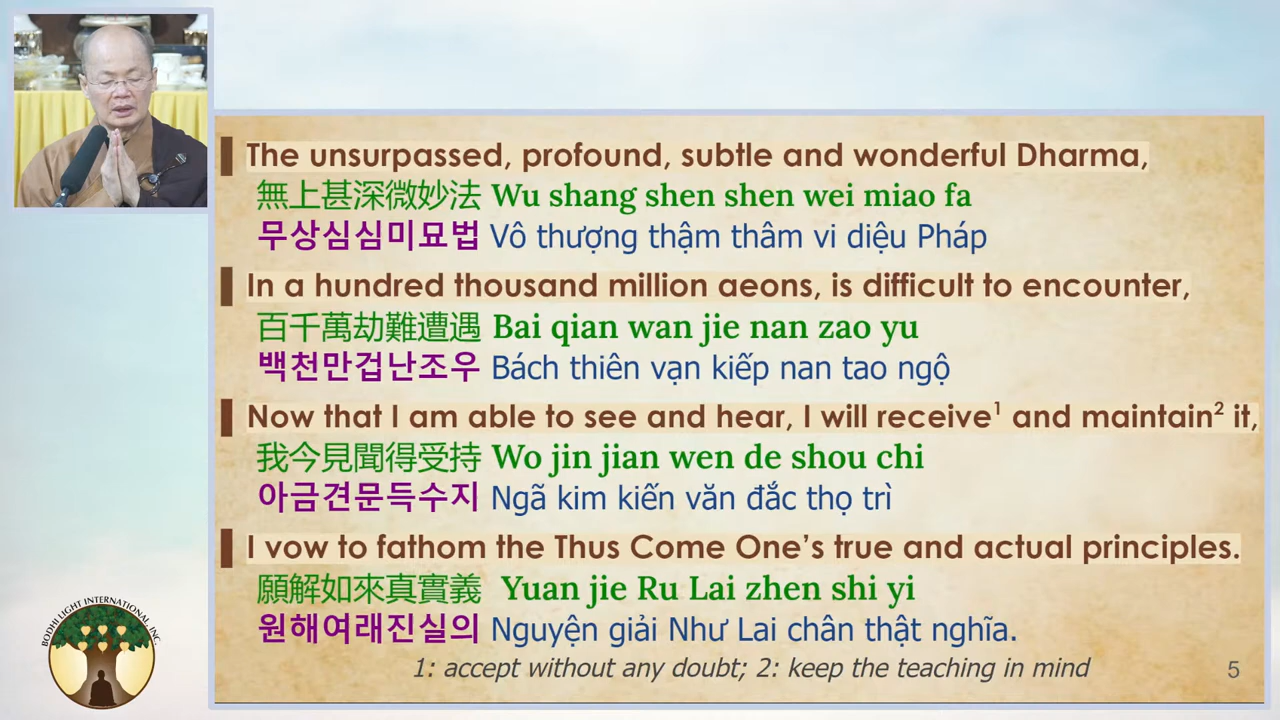 The unsurpassed, profound, subtle and wonderful Dharma,
無上甚深微妙法 Wu shang shen shen wei miao fa
무상심심미묘법 Vô thượng thậm thâm vi diệu Pháp
In a hundred thousand million aeons, is difficult to encounter,
百千萬劫難遭遇 Bai qian wan jie nan zao yu
백천만겁난조우 Bách thiên vạn kiếp nan tao ngộ
Now that I am able to see and hear, I will receive¹ and maintain² it,
我今見聞得受持 Wo jin jian wen de shou chi
아금견문득수지 Ngã kim kiến văn đắc thọ trì
I vow to fathom the Thus Come One’s true and actual principles.
願解如來真實義 Yuan jie Ru Lai zhen shi yi
원해여래진실의 Nguyện giải Như Lai chân thật nghĩa.
1: accept without any doubt; 2: keep the teaching in mind
5
BODHI LIGHT INTERNATIONAL, INC.